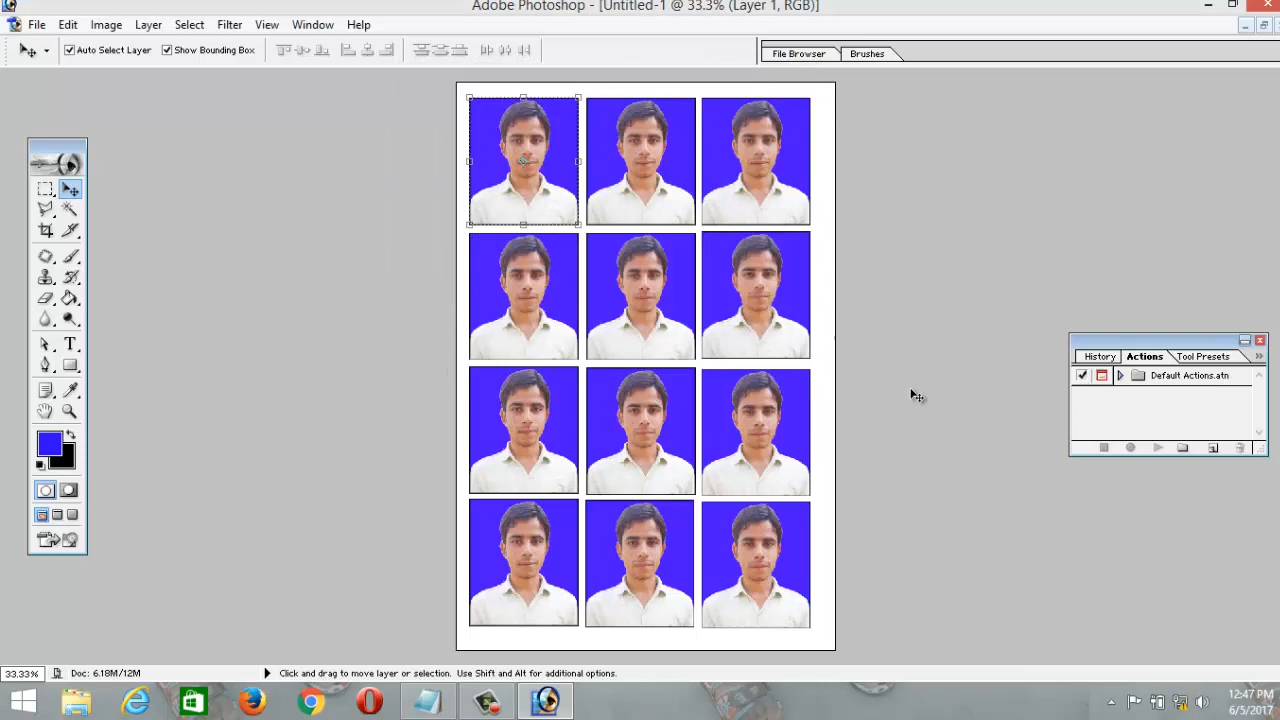 Adobe Photoshop - [Untitled-1 @ 33.3% (Layer 1, RGB)]
File Edit Image Layer Select Filter View Window Help
Auto Select Layer Show Bounding Box File Browser Brushes
History Actions Tool Presets
Default Actions.atn
33.33% Doc: 6.18M/12M Click and drag to move layer or selection. Use Shift and Alt for additional options.
12:47 PM
6/5/2017